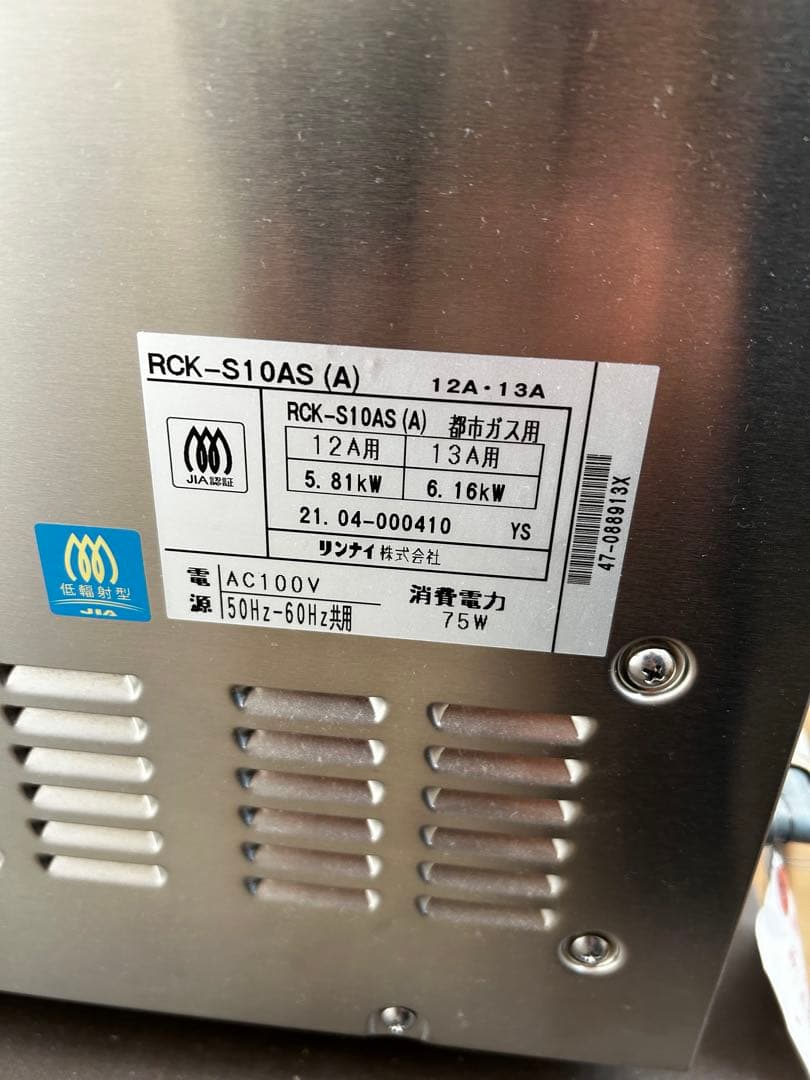 RCK-S10AS (A) 12A・13A
JIA認証
RCK-S10AS (A) 都市ガス用
12A用 13A用
5.81kW 6.16kW
21.04-000410 YS
リンナイ株式会社
電源 AC100V
50Hz-60Hz共用
消費電力
75W
47-088913X
低輻射型
JIA